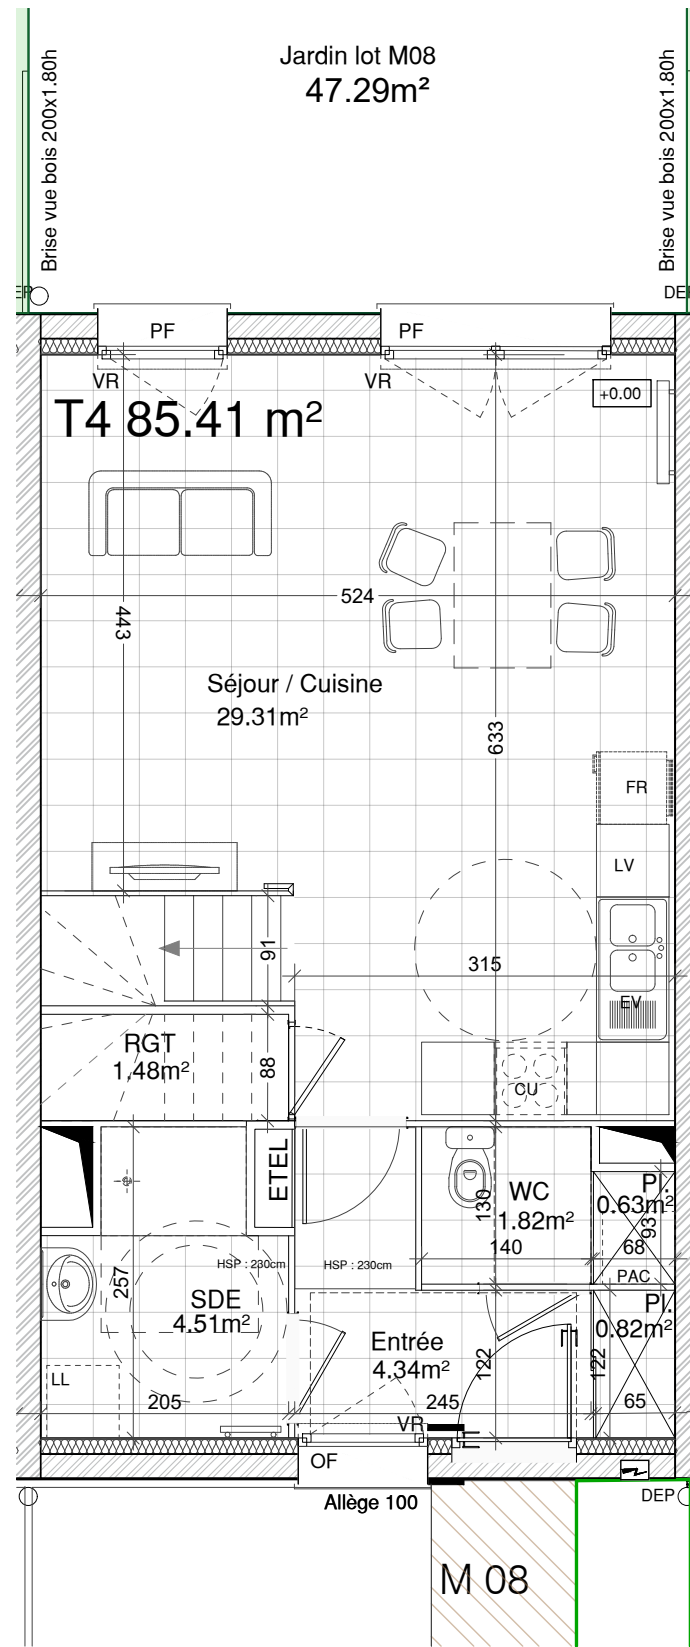 Jardin lot M08
47.29m²
Brise vue bois 200x1.80h
Brise vue bois 200x1.80h
EP
DEP
PF
PF
VR
VR
T4 85.41 m²
+0.00
524
443
Séjour / Cuisine
29.31m²
633
FR
LV
91
315
EV
RGT
1.48m²
88
CU
ETEL
WC
1.82m²
130
140
Pl.
0.63m²
93
68
PAC
HSP : 230cm
HSP : 230cm
257
SDE
4.51m²
Pl.
0.82m²
Entrée
4.34m²
122
122
LL
205
245
65
VR
OF
Allège 100
DEP
M 08